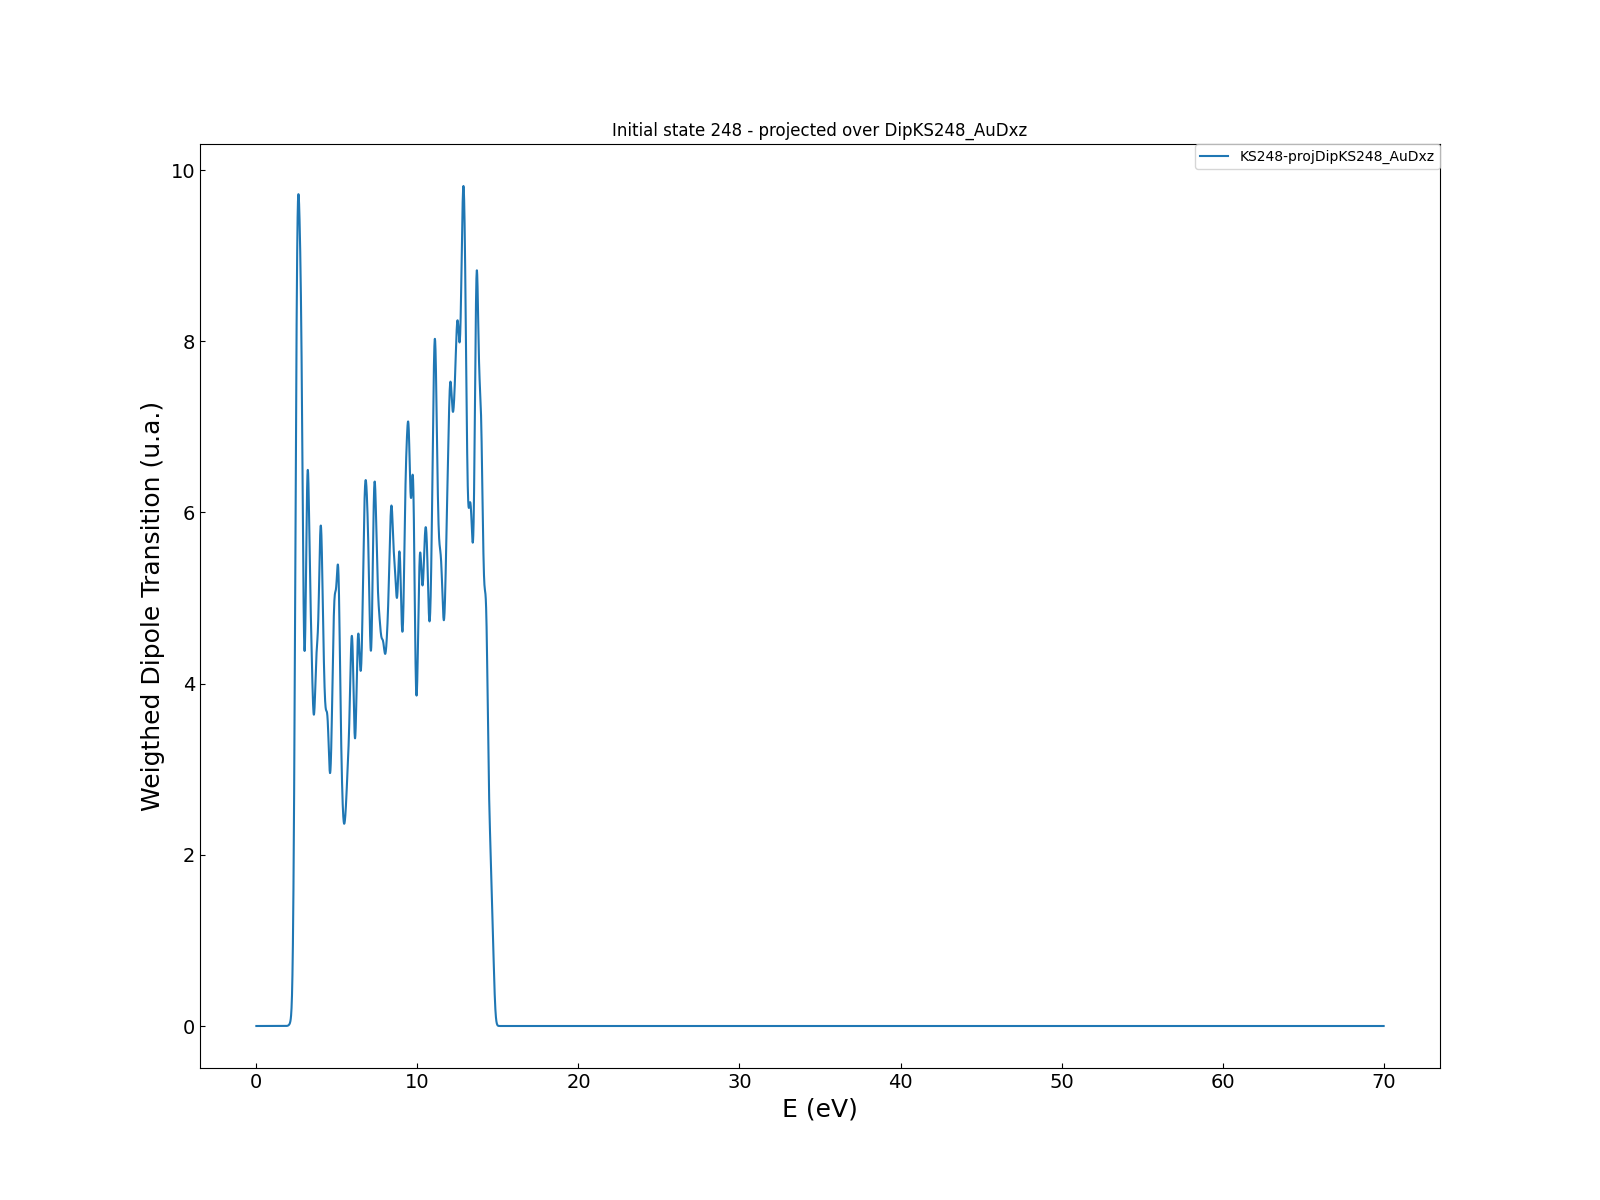 Initial state 248 - projected over DipKS248_AuDxz
KS248-projDipKS248_AuDxz
Weigthed Dipole Transition (u.a.)
10
8
6
4
2
0
0 10 20 30 40 50 60 70
E (eV)